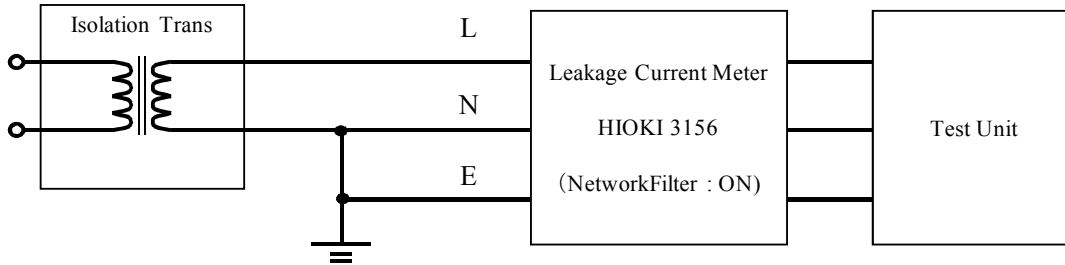 Isolation Trans
L
N
E
Leakage Current Meter
HIOKI 3156
(NetworkFilter : ON)
Test Unit